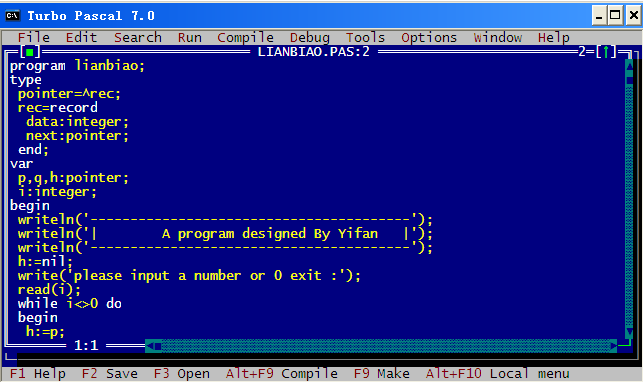 Turbo Pascal 7.0
File Edit Search Run Compile Debug Tools Options Window Help
LIANBIAO.PAS:2 2=[↑]
program lianbiao;
type
pointer=^rec;
rec=record
data:integer;
next:pointer;
end;
var
p,q,h:pointer;
i:integer;
begin
writeln('----------------------------------------');
writeln('|        A program designed By Yifan   |');
writeln('----------------------------------------');
h:=nil;
write('please input a number or 0 exit :');
read(i);
while i<>0 do
begin
h:=p;
1:1
F1 Help F2 Save F3 Open Alt+F9 Compile F9 Make Alt+F10 Local menu